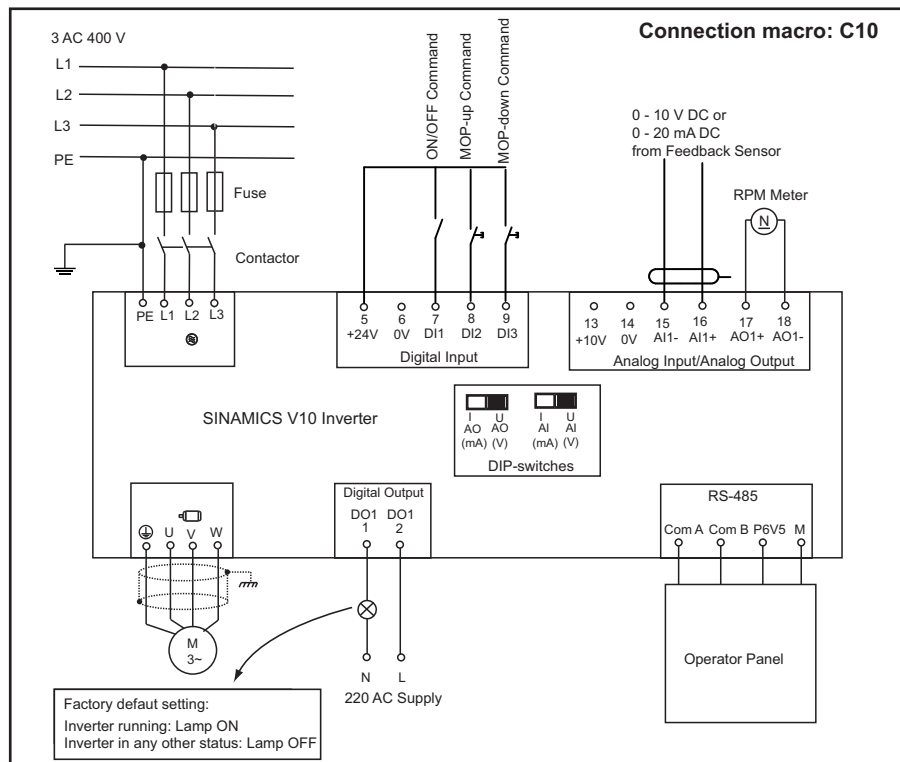 Connection macro: C10
3 AC 400 V
L1
L2
L3
PE
Fuse
Contactor
ON/OFF Command
MOP-up Command
MOP-down Command
0 - 10 V DC or
0 - 20 mA DC
from Feedback Sensor
RPM Meter
N
PE L1 L2 L3
5 6 7 8 9
+24V 0V DI1 DI2 DI3
Digital Input
13 14 15 16 17 18
+10V 0V AI1- AI1+ AO1+ AO1-
Analog Input/Analog Output
SINAMICS V10 Inverter
I U I U
AO AO AI AI
(mA) (V) (mA) (V)
DIP-switches
U V W
Digital Output
DO1 DO1
1 2
RS-485
Com A Com B P6V5 M
M
3~
N L
220 AC Supply
Operator Panel
Factory defaut setting:
Inverter running: Lamp ON
Inverter in any other status: Lamp OFF